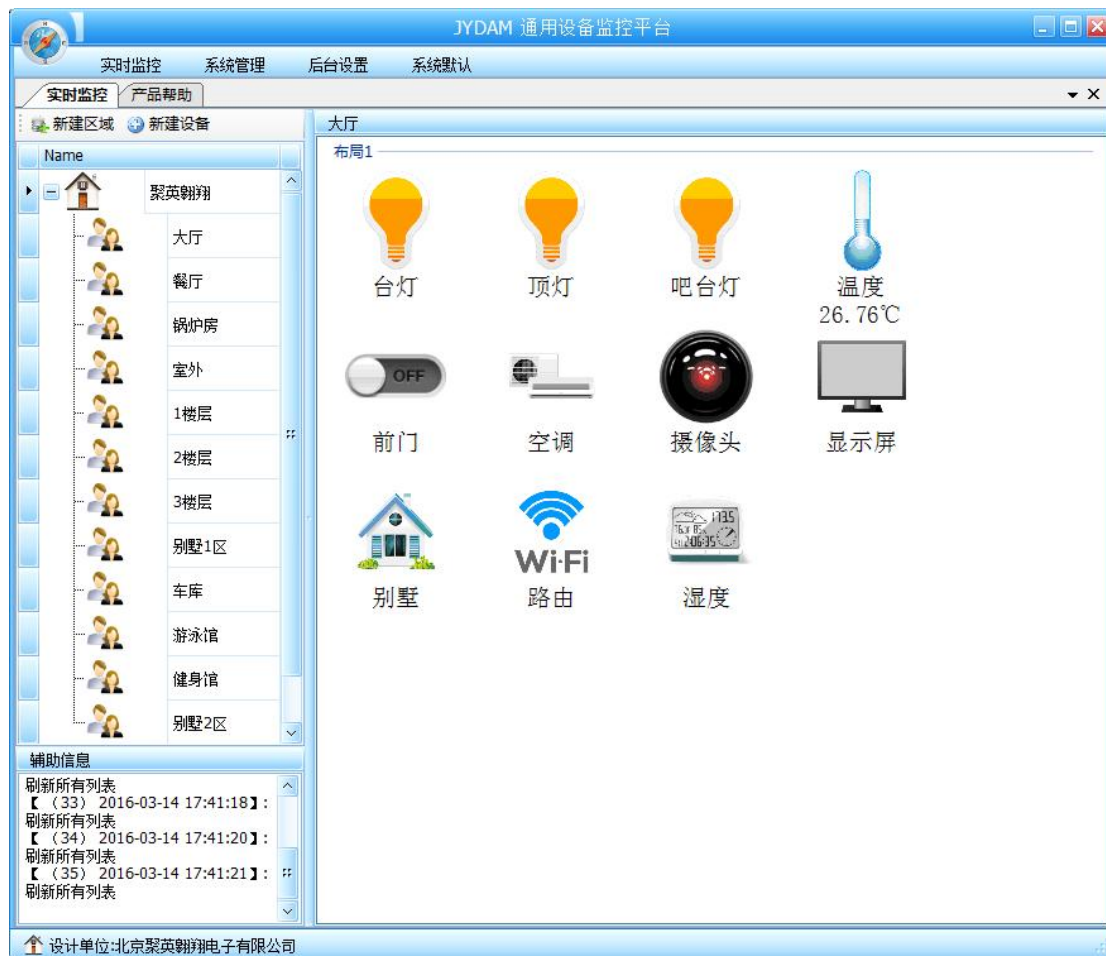 JYDAM 通用设备监控平台
实时监控 系统管理 后台设置 系统默认
实时监控 产品帮助
新建区域 新建设备
Name
聚英翱翔
大厅
餐厅
锅炉房
室外
1楼层
2楼层
3楼层
别墅1区
车库
游泳馆
健身馆
别墅2区
辅助信息
刷新所有列表
【 (33) 2016-03-14 17:41:18】:
刷新所有列表
【 (34) 2016-03-14 17:41:20】:
刷新所有列表
【 (35) 2016-03-14 17:41:21】:
刷新所有列表
大厅
布局1
台灯 顶灯 吧台灯 温度
26.76℃
OFF
前门 空调 摄像头 显示屏
Wi-Fi
别墅 路由 湿度
设计单位:北京聚英翱翔电子有限公司